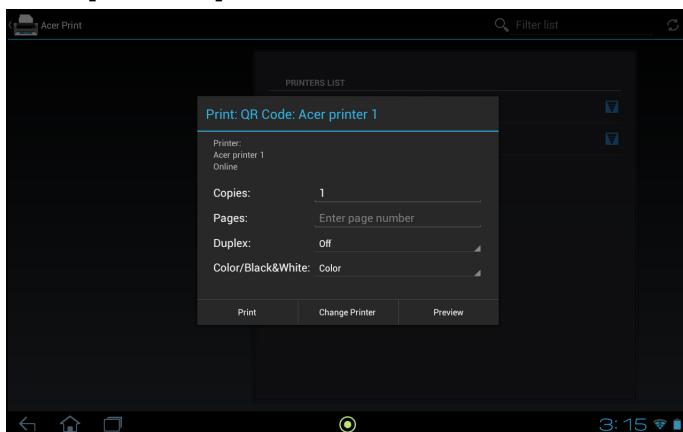 Acer Print
Filter list
PRINTERS LIST
Print: QR Code: Acer printer 1
Printer:
Acer printer 1
Online
Copies: 1
Pages: Enter page number
Duplex: Off
Color/Black&White: Color
Print Change Printer Preview
3:15